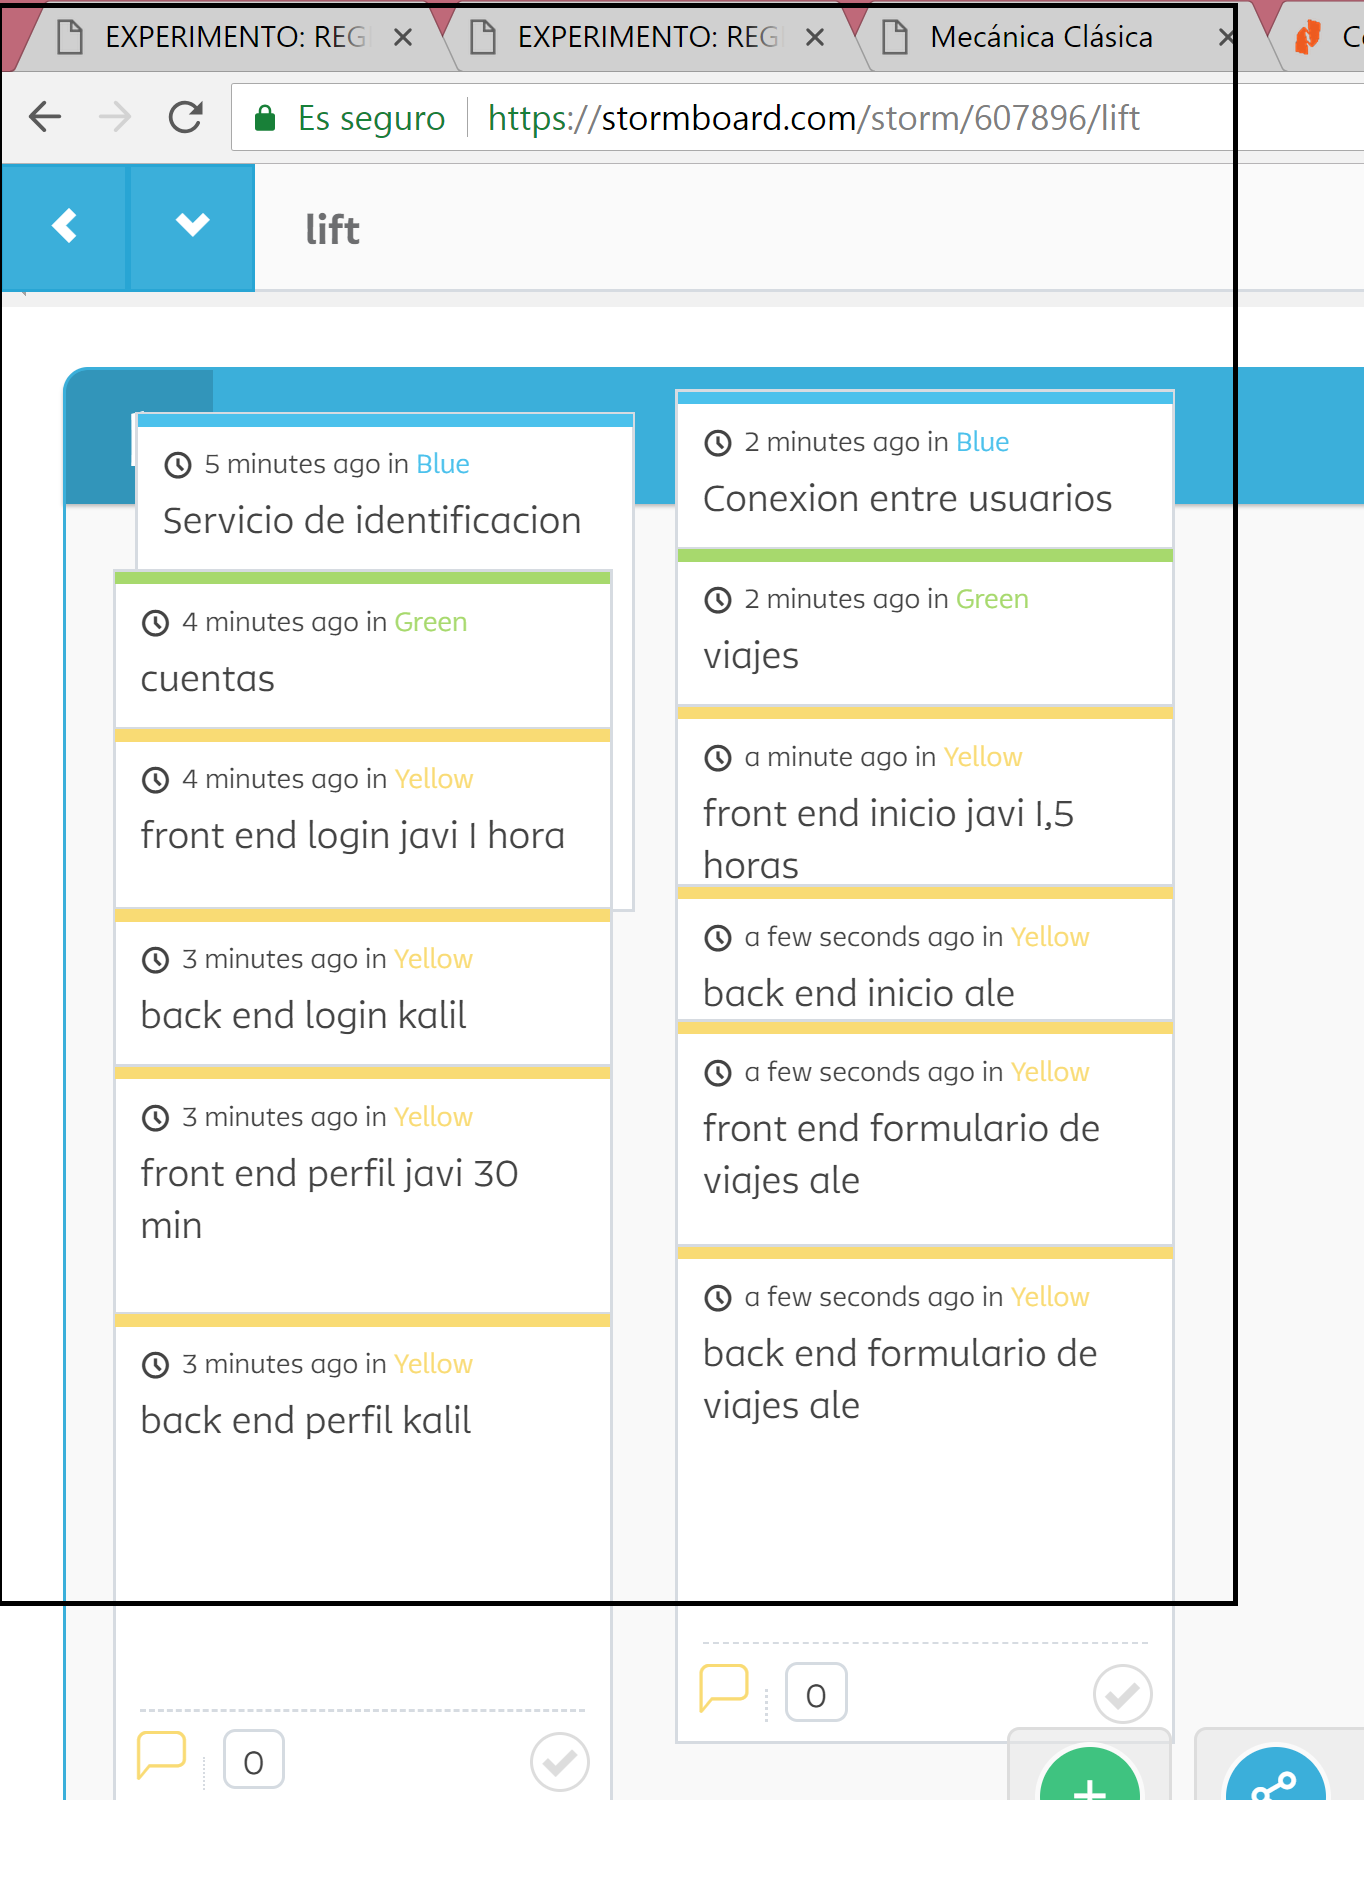 EXPERIMENTO: REG
EXPERIMENTO: REG
Mecánica Clásica
Es seguro
https://stormboard.com/storm/607896/lift
lift
5 minutes ago in Blue
Servicio de identificacion
4 minutes ago in Green
cuentas
4 minutes ago in Yellow
front end login javi 1 hora
3 minutes ago in Yellow
back end login kalil
3 minutes ago in Yellow
front end perfil javi 30
min
3 minutes ago in Yellow
back end perfil kalil
0
2 minutes ago in Blue
Conexion entre usuarios
2 minutes ago in Green
viajes
a minute ago in Yellow
front end inicio javi 1,5
horas
a few seconds ago in Yellow
back end inicio ale
a few seconds ago in Yellow
front end formulario de
viajes ale
a few seconds ago in Yellow
back end formulario de
viajes ale
0